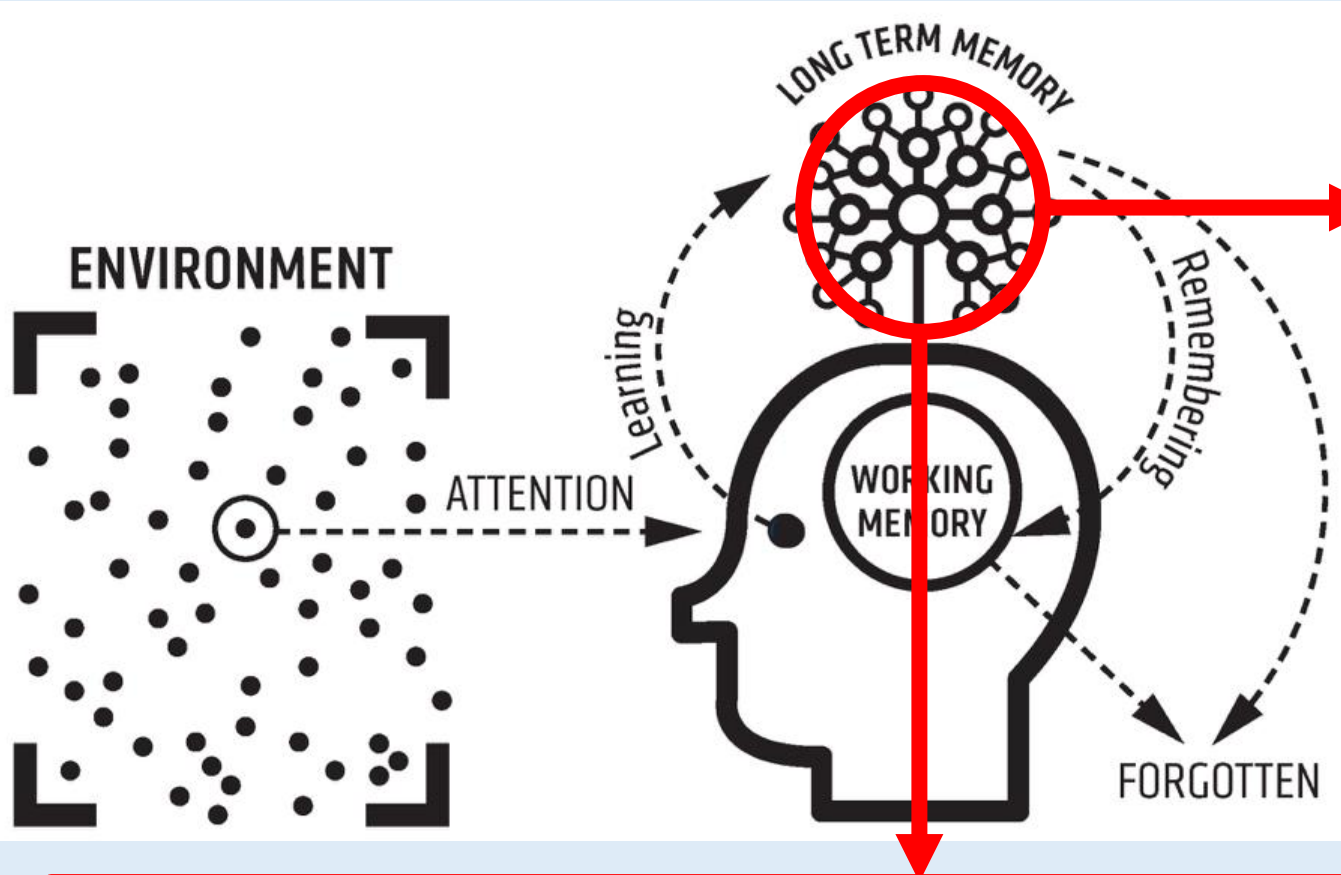 LONG TERM MEMORY
ENVIRONMENT
Learning
Remembering
ATTENTION
WORKING
MEMORY
FORGOTTEN